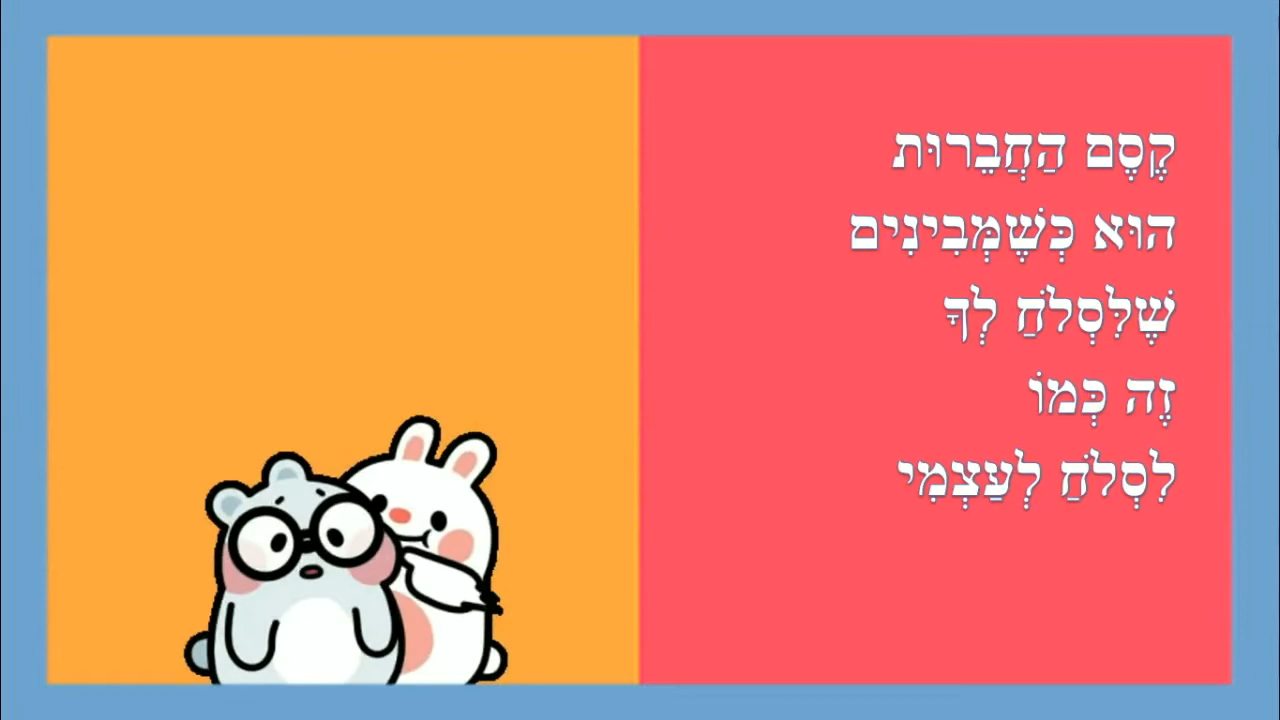 קֶסֶם הַחֲבֵרוּת
הוּא כְּשֶׁמְּבִינִים
שֶׁלִּסְלֹחַ לְךָ
זֶה כְּמוֹ
לִסְלֹחַ לְעַצְמִי